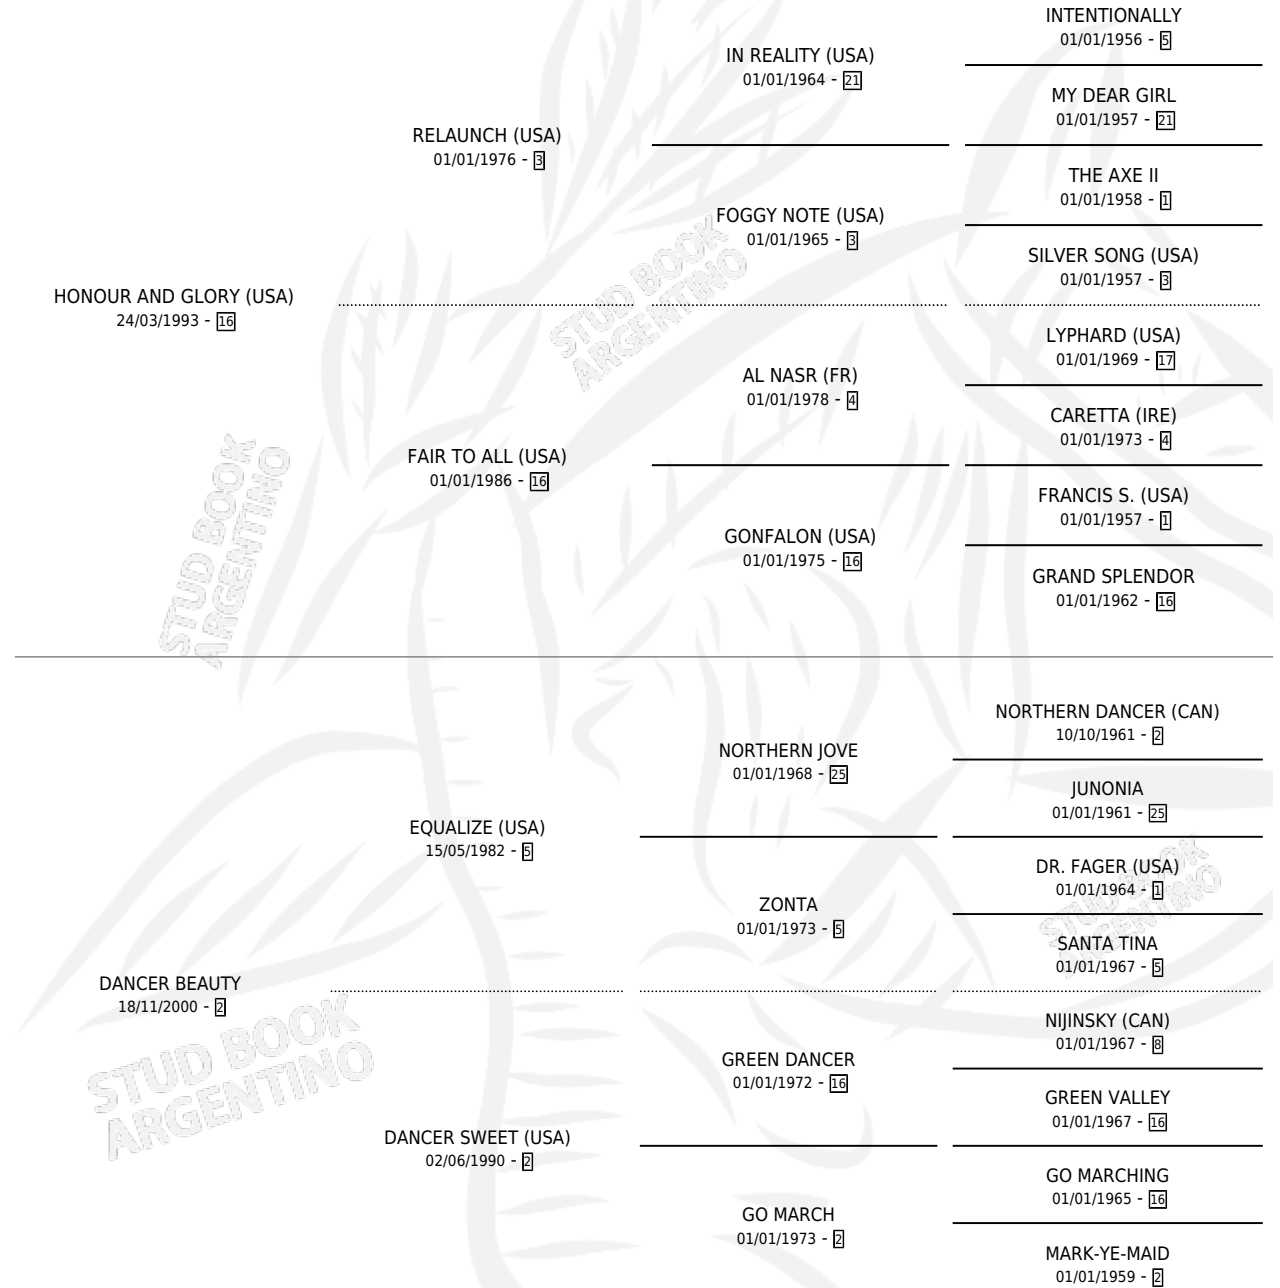 INTENTIONALLY
01/01/1956 - 5
IN REALITY (USA)
01/01/1964 - 21
MY DEAR GIRL
01/01/1957 - 21
RELAUNCH (USA)
01/01/1976 - 3
THE AXE II
01/01/1958 - 1
FOGGY NOTE (USA)
01/01/1965 - 3
SILVER SONG (USA)
01/01/1957 - 3
HONOUR AND GLORY (USA)
24/03/1993 - 16
LYPHARD (USA)
01/01/1969 - 17
AL NASR (FR)
01/01/1978 - 4
CARETTA (IRE)
01/01/1973 - 4
FAIR TO ALL (USA)
01/01/1986 - 16
FRANCIS S. (USA)
01/01/1957 - 1
GONFALON (USA)
01/01/1975 - 16
GRAND SPLENDOR
01/01/1962 - 16
NORTHERN DANCER (CAN)
10/10/1961 - 2
NORTHERN JOVE
01/01/1968 - 25
JUNONIA
01/01/1961 - 25
EQUALIZE (USA)
15/05/1982 - 5
DR. FAGER (USA)
01/01/1964 - 1
ZONTA
01/01/1973 - 5
SANTA TINA
01/01/1967 - 5
DANCER BEAUTY
18/11/2000 - 2
NIJINSKY (CAN)
01/01/1967 - 8
GREEN DANCER
01/01/1972 - 16
GREEN VALLEY
01/01/1967 - 16
DANCER SWEET (USA)
02/06/1990 - 2
GO MARCHING
01/01/1965 - 16
GO MARCH
01/01/1973 - 2
MARK-YE-MAID
01/01/1959 - 2
STUD BOOK
ARGENTINO
STUD BOOK
ARGENTINO
STUD BOOK
ARGENTINO
STUD BOOK
ARGENTINO